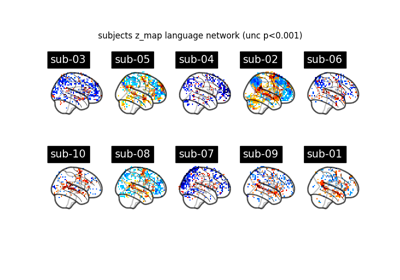 subjects z_map language network (unc p<0.001)
sub-03 sub-05 sub-04 sub-02 sub-06
sub-10 sub-08 sub-07 sub-09 sub-01